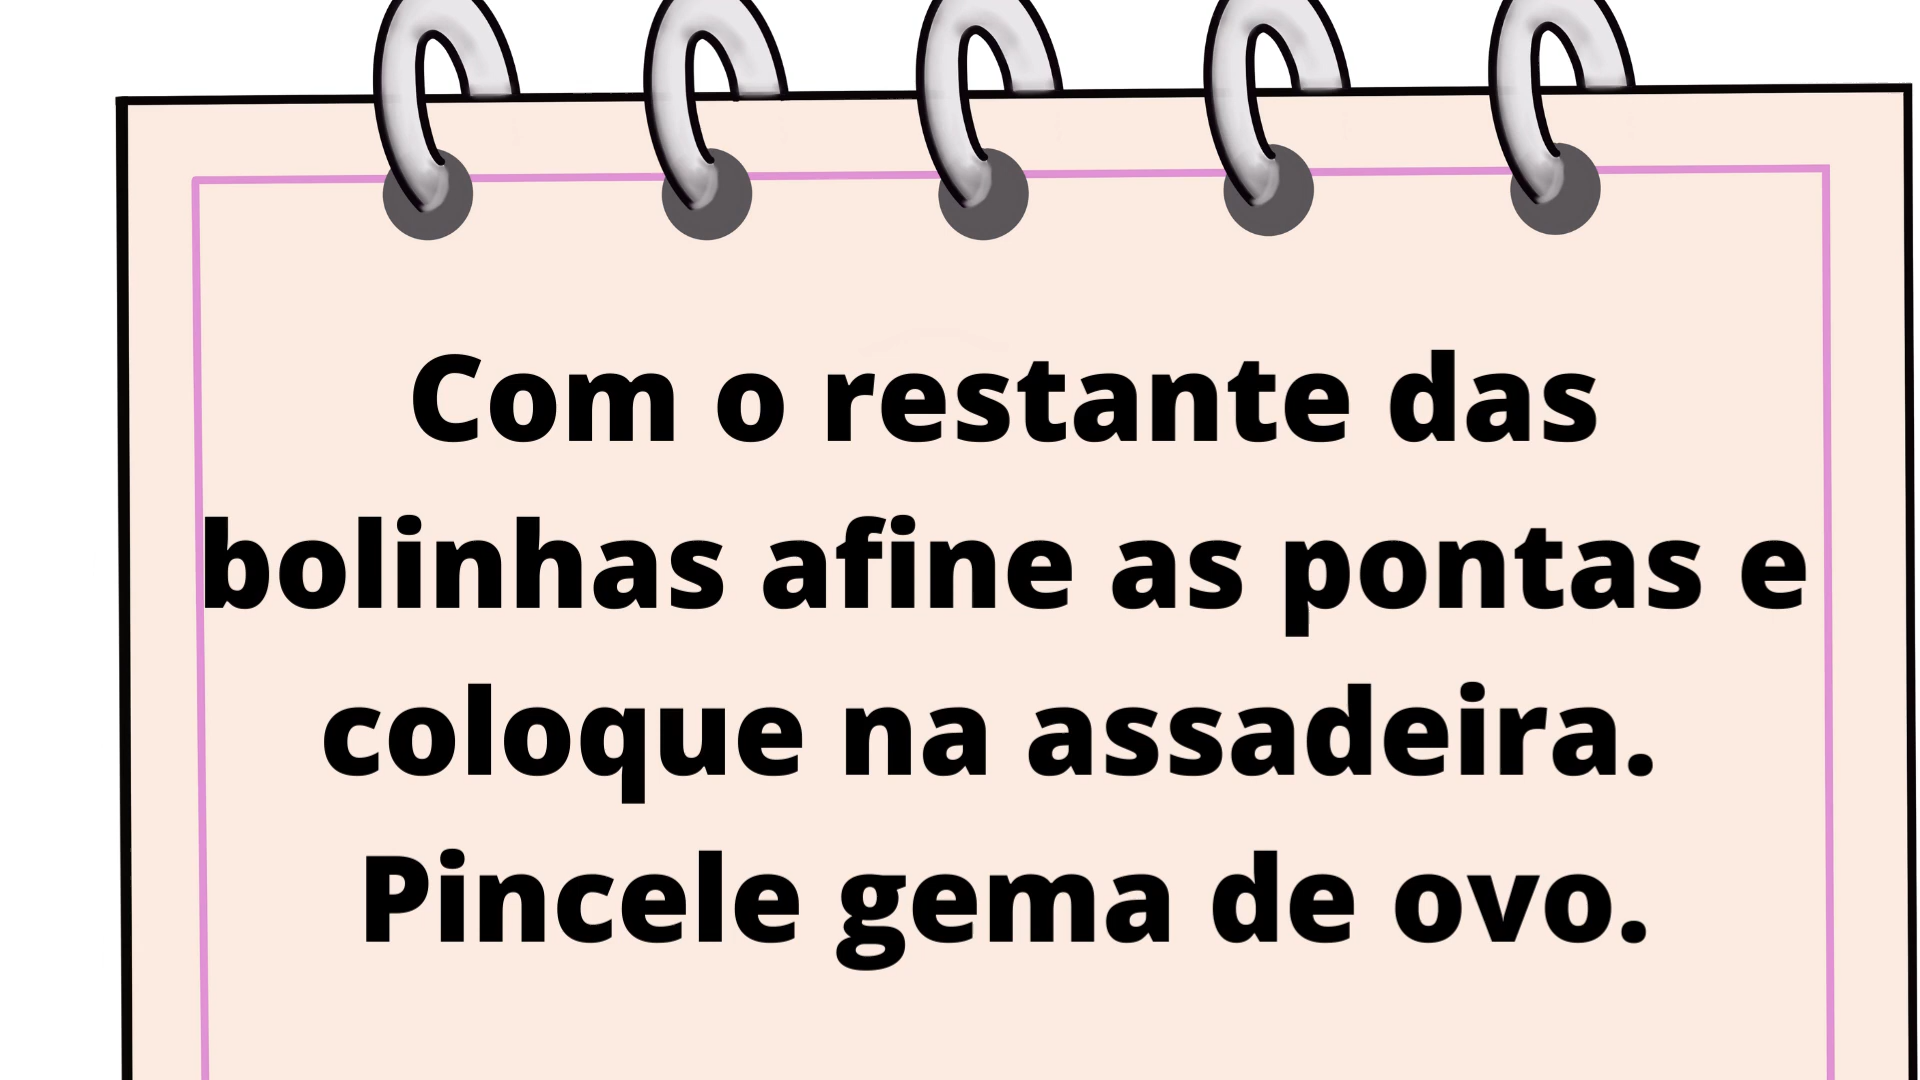 Com o restante das
bolinhas afine as pontas e
coloque na assadeira.
Pincele gema de ovo.